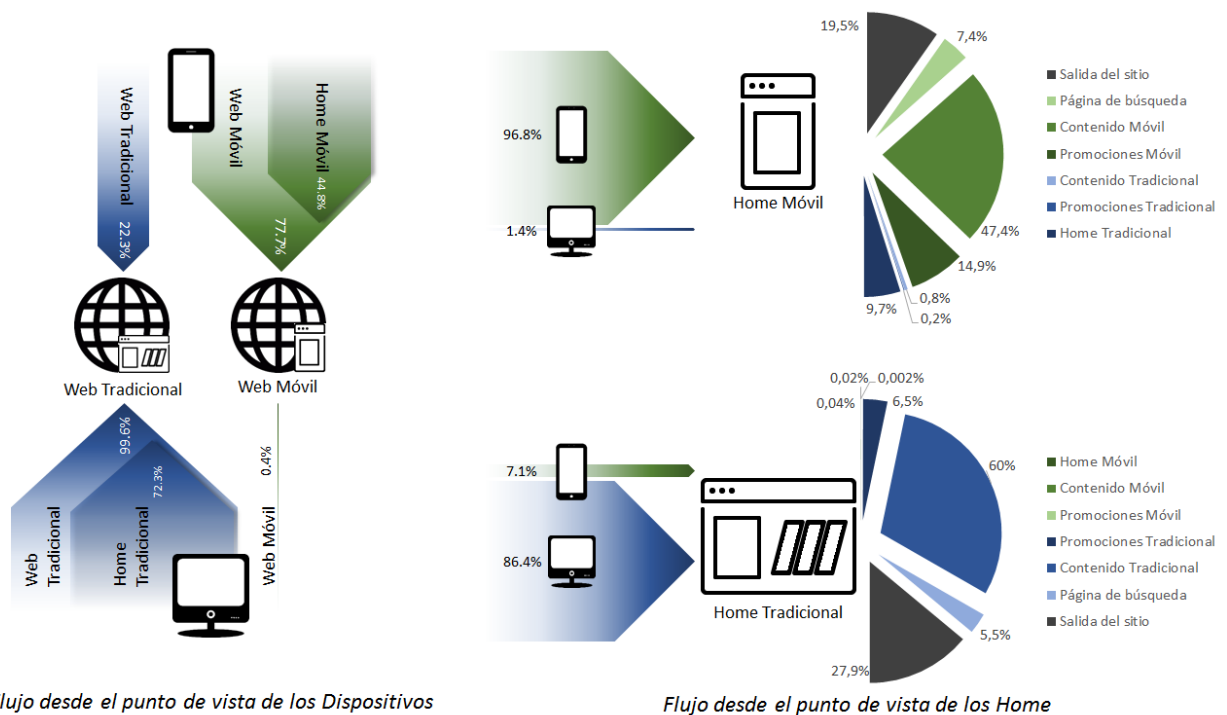 Web Tradicional
22.3%
Web Móvil
77.7%
Home Móvil
44.8%
Web Tradicional
Web Móvil
99.6%
72.3%
0.4%
Web
Tradicional
Home
Tradicional
Web Móvil
lujo desde el punto de vista de los Dispositivos
96.8%
1.4%
Home Móvil
19,5%
7,4%
47,4%
14,9%
0,8%
0,2%
9,7%
Salida del sitio
Página de búsqueda
Contenido Móvil
Promociones Móvil
Contenido Tradicional
Promociones Tradicional
Home Tradicional
7.1%
86.4%
Home Tradicional
0,02%
0,002%
0,04%
6,5%
60%
5,5%
27,9%
Home Móvil
Contenido Móvil
Promociones Móvil
Promociones Tradicional
Contenido Tradicional
Página de búsqueda
Salida del sitio
Flujo desde el punto de vista de los Home